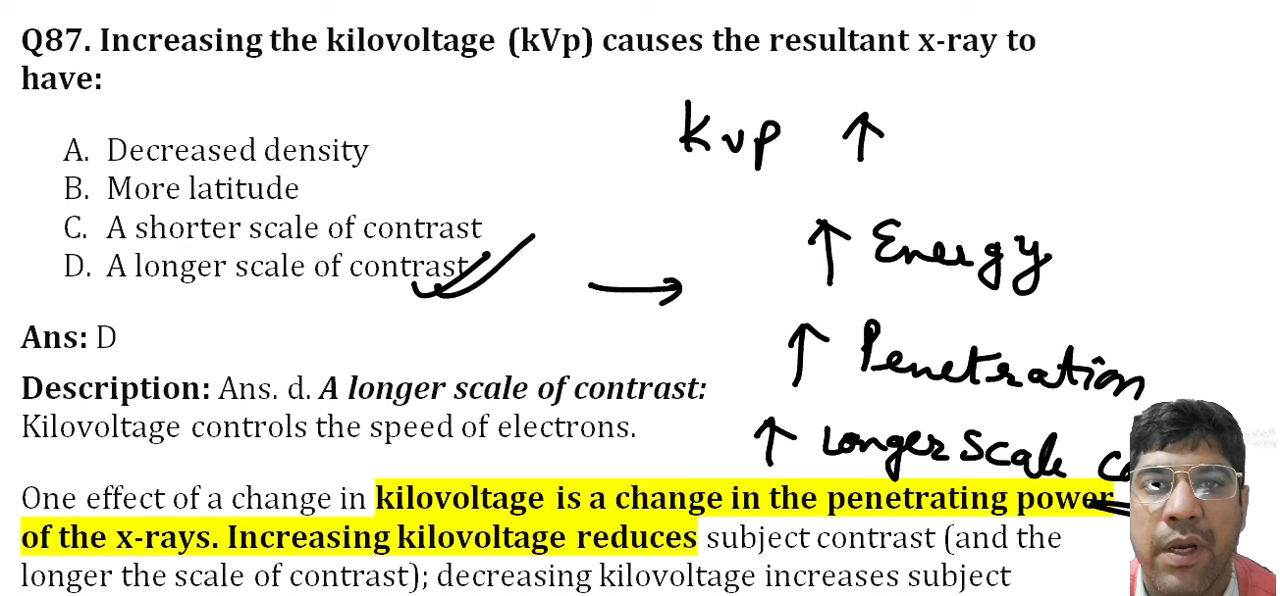 Q87. Increasing the kilovoltage (kVp) causes the resultant x-ray to
have:
kvp ↑
A. Decreased density
B. More latitude
C. A shorter scale of contrast
D. A longer scale of contrast
→
↑ Energy
Ans: D
↑ Penetration
Description: Ans. d. A longer scale of contrast:
Kilovoltage controls the speed of electrons.
↑ Longer Scale
One effect of a change in kilovoltage is a change in the penetrating power
of the x-rays. Increasing kilovoltage reduces subject contrast (and the
longer the scale of contrast); decreasing kilovoltage increases subject